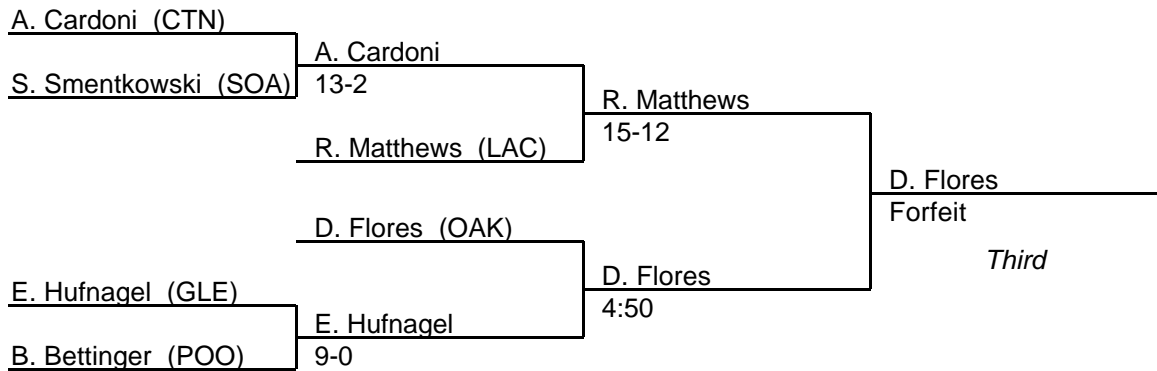 A. Cardoni (CTN)
S. Smentkowski (SOA)
A. Cardoni
13-2
R. Matthews (LAC)
R. Matthews
15-12
D. Flores (OAK)
E. Hufnagel (GLE)
B. Bettinger (POO)
E. Hufnagel
9-0
D. Flores
4:50
D. Flores
Forfeit
Third